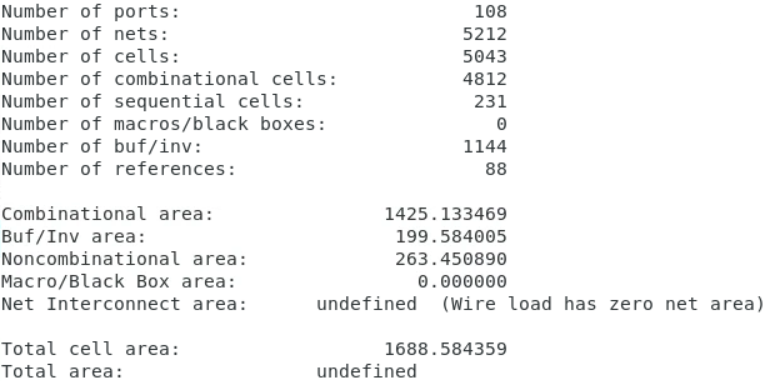 Number of ports: 108
Number of nets: 5212
Number of cells: 5043
Number of combinational cells: 4812
Number of sequential cells: 231
Number of macros/black boxes: 0
Number of buf/inv: 1144
Number of references: 88
Combinational area: 1425.133469
Buf/Inv area: 199.584005
Noncombinational area: 263.450890
Macro/Black Box area: 0.000000
Net Interconnect area: undefined (Wire load has zero net area)
Total cell area: 1688.584359
Total area: undefined